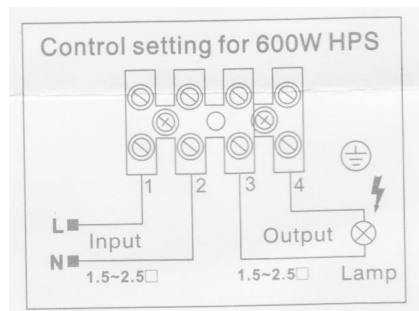 Control setting for 600W HPS
1 2 3 4
L
Input
Output
N
1.5~2.5□
1.5~2.5□
Lamp